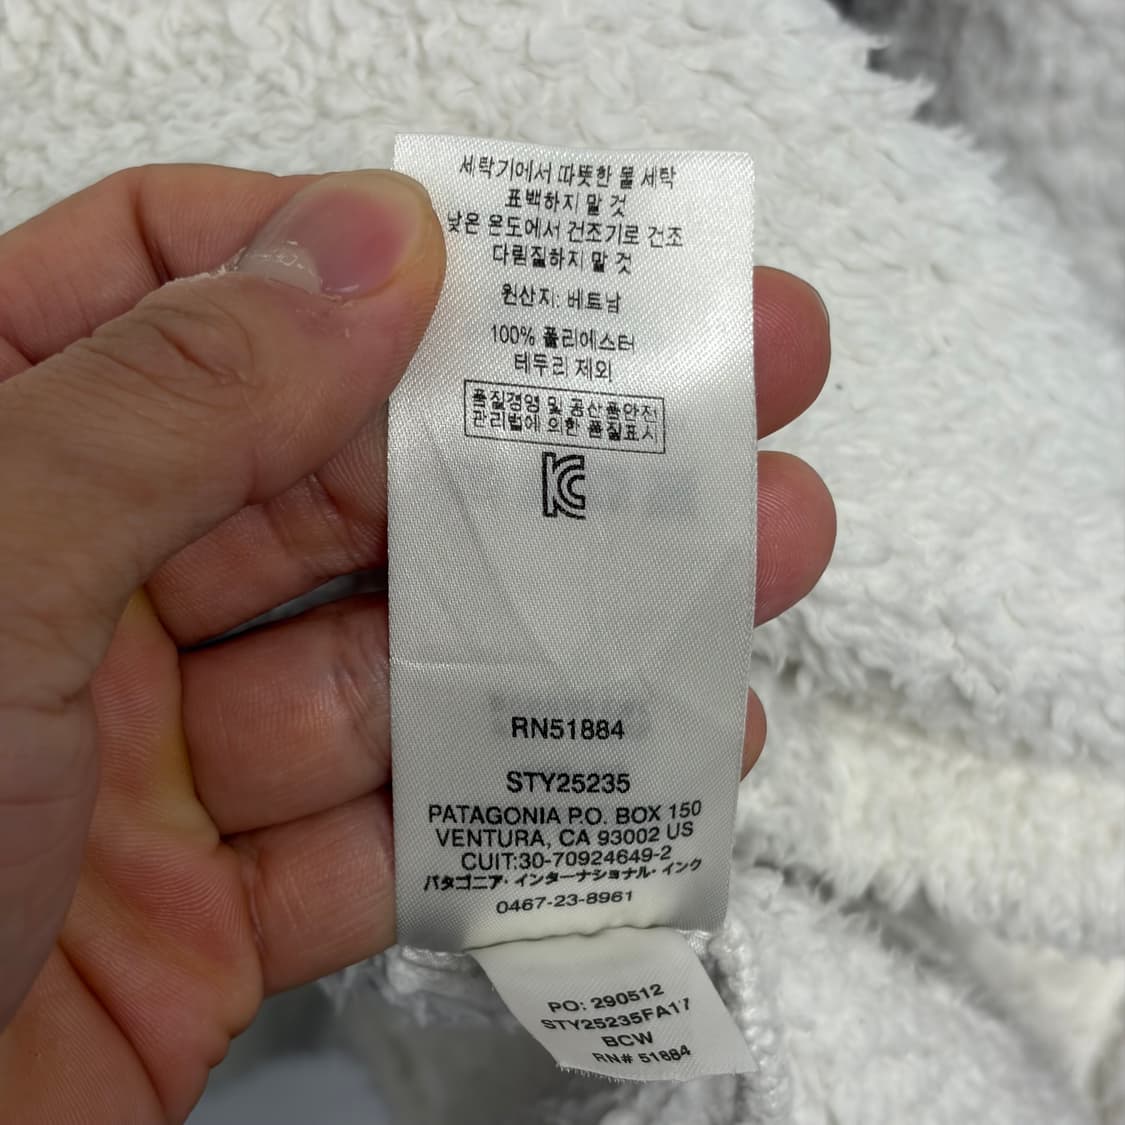 세탁기에서 따뜻한 물 세탁
표백하지 말 것
낮은 온도에서 건조기로 건조
다림질하지 말 것
원산지: 베트남
100% 폴리에스터
테두리 제외
품질경영 및 공산품안전
관리법에 의한 품질표시
KC
RN51884
STY25235
PATAGONIA P.O. BOX 150
VENTURA, CA 93002 US
CUIT:30-70924649-2
パタゴニア・インターナショナル・インク
0467-23-8961
PO: 290512
STY25235FA17
BCW
RN# 51884